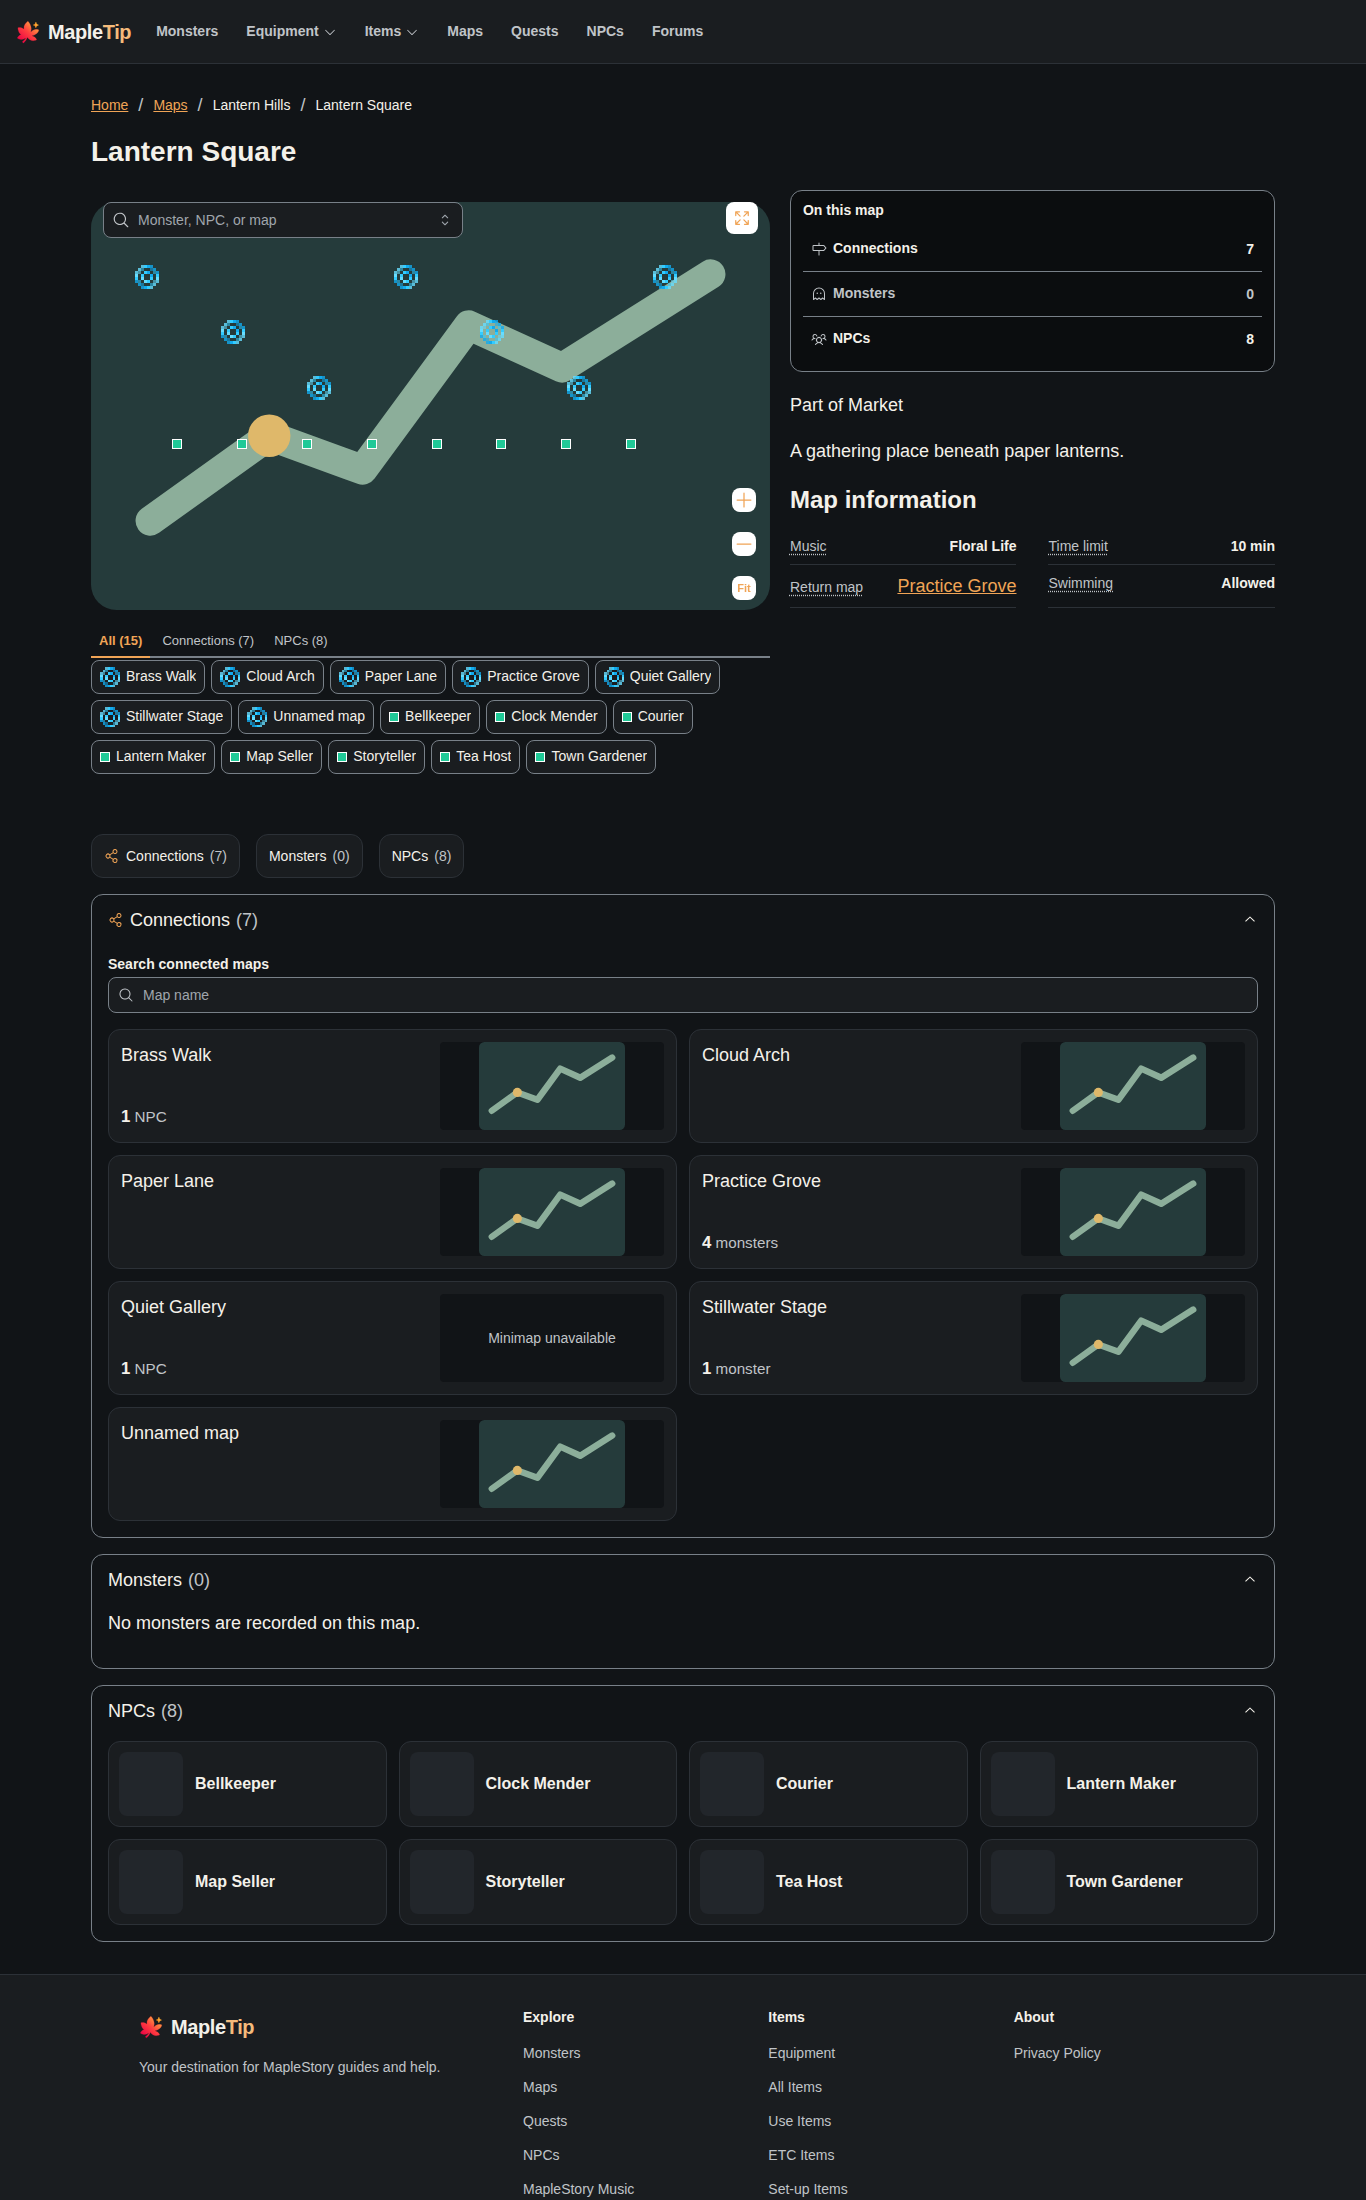 MapleTip Monsters Equipment Items Maps Quests NPCs Forums
Home / Maps / Lantern Hills / Lantern Square
Lantern Square
Monster, NPC, or map
Fit
All (15) Connections (7) NPCs (8)
Brass Walk Cloud Arch Paper Lane Practice Grove Quiet Gallery
Stillwater Stage Unnamed map Bellkeeper Clock Mender Courier
Lantern Maker Map Seller Storyteller Tea Host Town Gardener
On this map
Connections 7
Monsters 0
NPCs 8
Part of Market
A gathering place beneath paper lanterns.
Map information
Music Floral Life Time limit 10 min
Return map Practice Grove Swimming Allowed
Connections (7) Monsters (0) NPCs (8)
Connections (7)
Search connected maps
Map name
Brass Walk
1 NPC
Cloud Arch
Paper Lane
Practice Grove
4 monsters
Quiet Gallery
1 NPC
Minimap unavailable
Stillwater Stage
1 monster
Unnamed map
Monsters (0)
No monsters are recorded on this map.
NPCs (8)
Bellkeeper Clock Mender Courier Lantern Maker
Map Seller Storyteller Tea Host Town Gardener
MapleTip
Your destination for MapleStory guides and help.
Explore
Monsters
Maps
Quests
NPCs
MapleStory Music
Items
Equipment
All Items
Use Items
ETC Items
Set-up Items
About
Privacy Policy